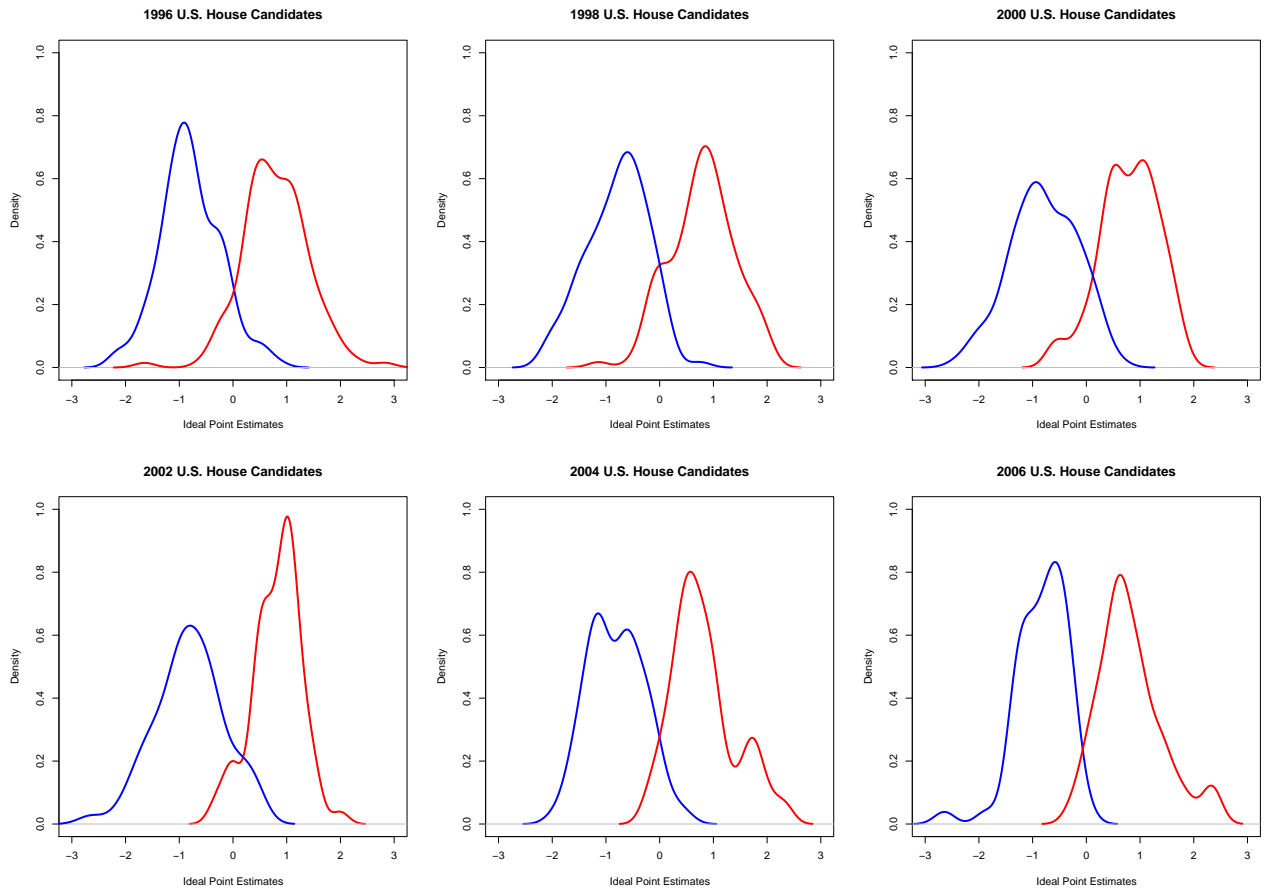 1996 U.S. House Candidates
Density
0.0 0.2 0.4 0.6 0.8 1.0
−3 −2 −1 0 1 2 3
Ideal Point Estimates
1998 U.S. House Candidates
Density
0.0 0.2 0.4 0.6 0.8 1.0
−3 −2 −1 0 1 2 3
Ideal Point Estimates
2000 U.S. House Candidates
Density
0.0 0.2 0.4 0.6 0.8 1.0
−3 −2 −1 0 1 2 3
Ideal Point Estimates
2002 U.S. House Candidates
Density
0.0 0.2 0.4 0.6 0.8 1.0
−3 −2 −1 0 1 2 3
Ideal Point Estimates
2004 U.S. House Candidates
Density
0.0 0.2 0.4 0.6 0.8 1.0
−3 −2 −1 0 1 2 3
Ideal Point Estimates
2006 U.S. House Candidates
Density
0.0 0.2 0.4 0.6 0.8 1.0
−3 −2 −1 0 1 2 3
Ideal Point Estimates